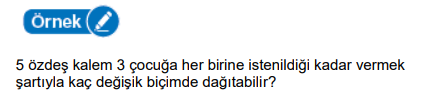 Örnek
5 özdeş kalem 3 çocuğa her birine istenildiği kadar vermek
şartıyla kaç değişik biçimde dağıtabilir?